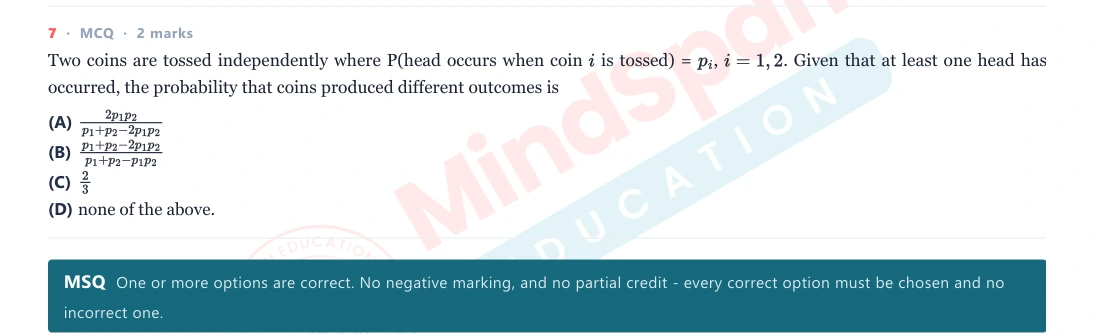 7 · MCQ · 2 marks
Two coins are tossed independently where P(head occurs when coin i is tossed) = pᵢ, i = 1, 2. Given that at least one head has
occurred, the probability that coins produced different outcomes is
(A) 2p₁p₂ / p₁+p₂−2p₁p₂
(B) p₁+p₂−2p₁p₂ / p₁+p₂−p₁p₂
(C) 2/3
(D) none of the above.
MindSpa
EDUCATION
EDUCATION
MSQ One or more options are correct. No negative marking, and no partial credit - every correct option must be chosen and no
incorrect one.